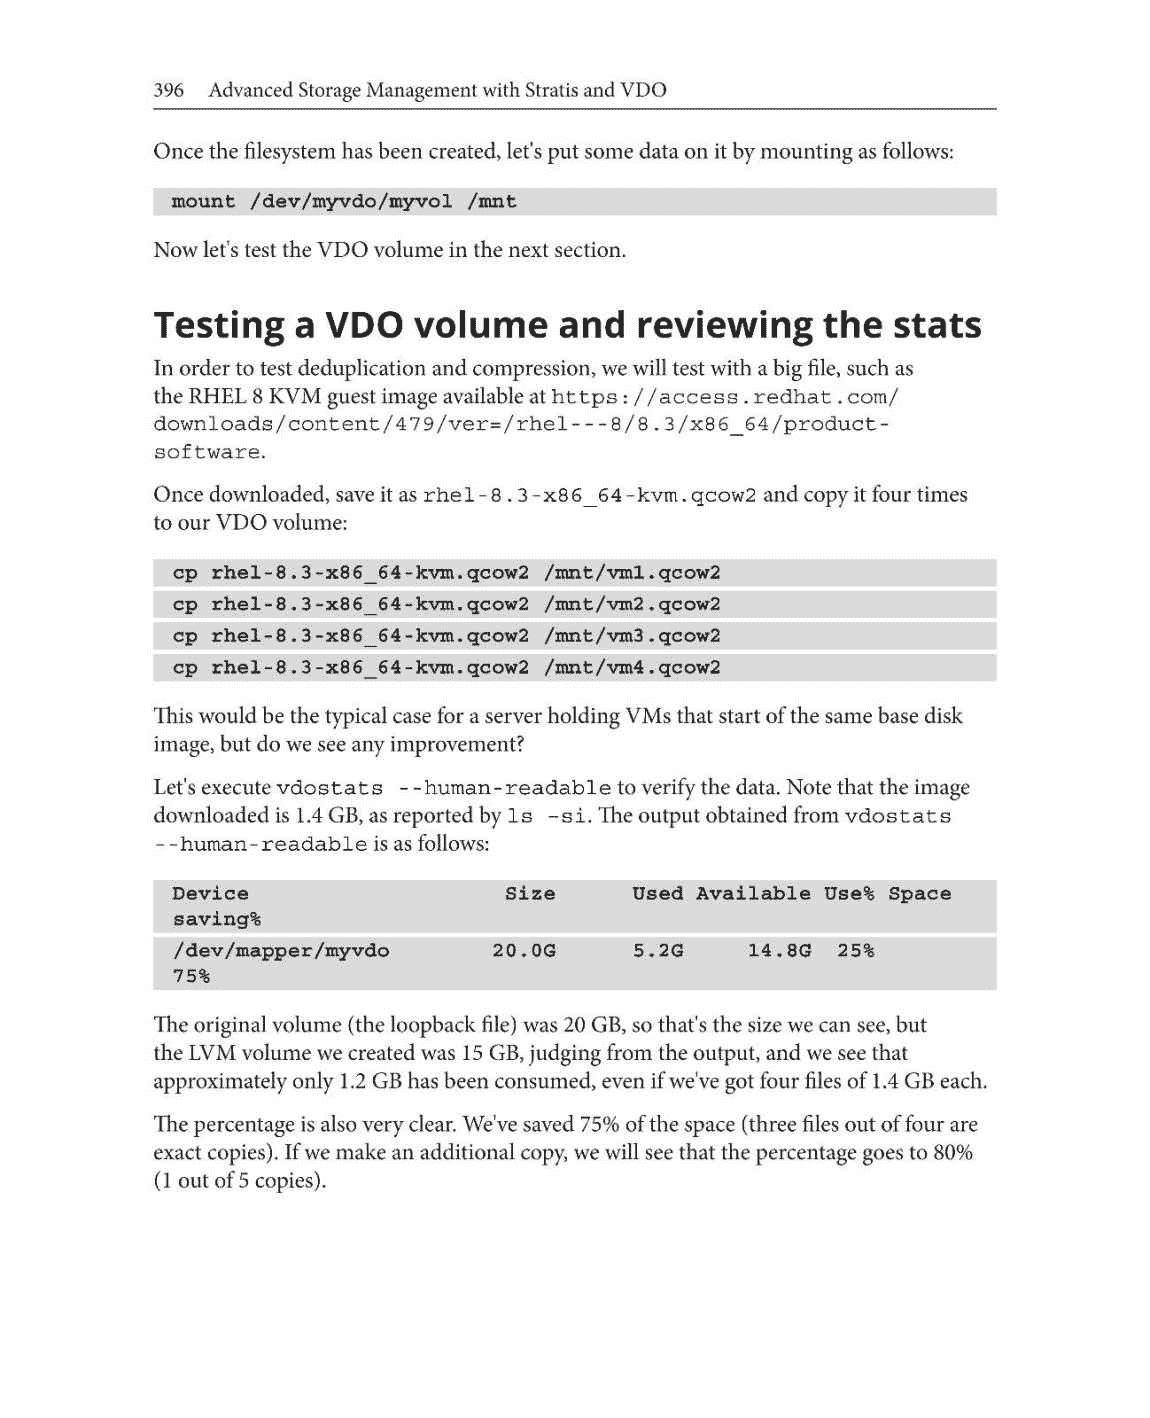 396 Advanced Storage Management with Stratis and VDO
Once the filesystem has been created, let's put some data on it by mounting as follows:
mount /dev/myvdo/myvol /mnt
Now let's test the VDO volume in the next section.
Testing a VDO volume and reviewing the stats
In order to test deduplication and compression, we will test with a big file, such as
the RHEL 8 KVM guest image available at https://access.redhat.com/
downloads/content/479/ver=/rhel---8/8.3/x86_64/product-
software.
Once downloaded, save it as rhel-8.3-x86_64-kvm.qcow2 and copy it four times
to our VDO volume:
cp rhel-8.3-x86_64-kvm.qcow2 /mnt/vm1.qcow2
cp rhel-8.3-x86_64-kvm.qcow2 /mnt/vm2.qcow2
cp rhel-8.3-x86_64-kvm.qcow2 /mnt/vm3.qcow2
cp rhel-8.3-x86_64-kvm.qcow2 /mnt/vm4.qcow2
This would be the typical case for a server holding VMs that start of the same base disk
image, but do we see any improvement?
Let's execute vdostats --human-readable to verify the data. Note that the image
downloaded is 1.4 GB, as reported by ls -si. The output obtained from vdostats
--human-readable is as follows:
Device Size Used Available Use% Space
saving%
/dev/mapper/myvdo 20.0G 5.2G 14.8G 25%
75%
The original volume (the loopback file) was 20 GB, so that's the size we can see, but
the LVM volume we created was 15 GB, judging from the output, and we see that
approximately only 1.2 GB has been consumed, even if we've got four files of 1.4 GB each.
The percentage is also very clear. We've saved 75% of the space (three files out of four are
exact copies). If we make an additional copy, we will see that the percentage goes to 80%
(1 out of 5 copies).